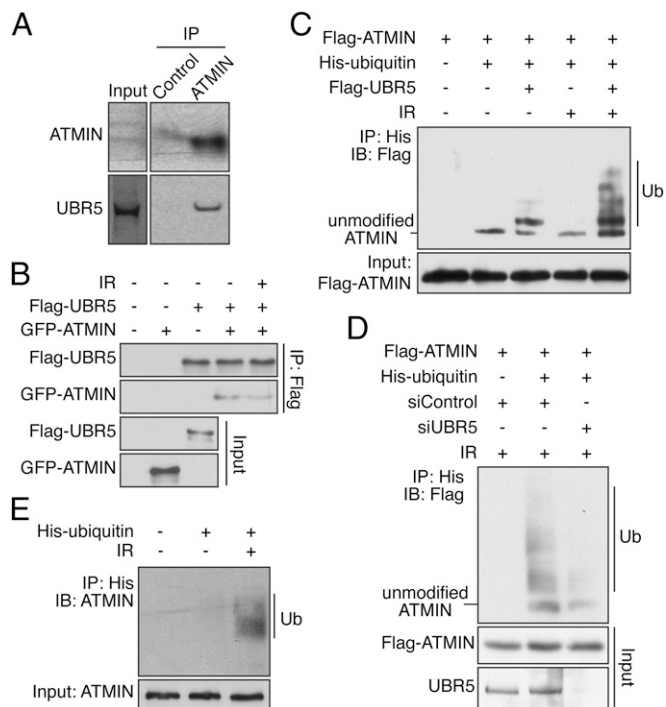 A
IP
Input
Control
ATMIN
ATMIN
UBR5
B
IR - - - - +
Flag-UBR5 - - + + +
GFP-ATMIN - + - + +
Flag-UBR5
GFP-ATMIN
IP: Flag
Flag-UBR5
GFP-ATMIN
Input
E
His-ubiquitin - + +
IR - - +
IP: His
IB: ATMIN
Ub
Input: ATMIN
C
Flag-ATMIN + + + + +
His-ubiquitin - + + + +
Flag-UBR5 - - + - +
IR - - - + +
IP: His
IB: Flag
Ub
unmodified
ATMIN
Input:
Flag-ATMIN
D
Flag-ATMIN + + +
His-ubiquitin - + +
siControl + + -
siUBR5 - - +
IR + + +
IP: His
IB: Flag
Ub
unmodified
ATMIN
Flag-ATMIN
UBR5
Input